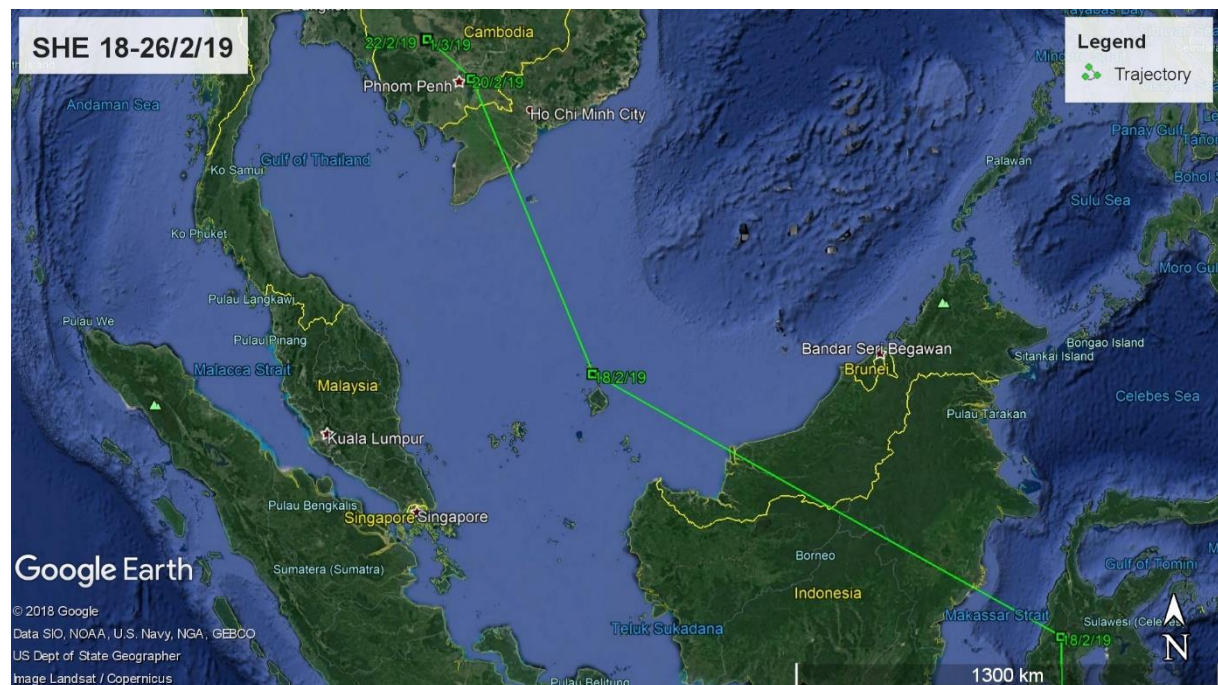 SHE 18-26/2/19
Legend
Trajectory
Cambodia
22/2/19
1/3/19
20/2/19
Phnom Penh
Ho Chi Minh City
Andaman Sea
Gulf of Thailand
Ko Samui
Ko Phuket
Palawan
Panay Gulf
Sulu Sea
Pulau Langkawi
Pulau We
Pulau Pinang
Malacca Strait
Malaysia
Kuala Lumpur
18/2/19
Bandar Seri Begawan
Brunei
Bongao Island
Sitankai Island
Celebes Sea
Pulau Tarakan
Pulau Bengkalis
Singapore
Singapore
Sumatera (Sumatra)
Borneo
Indonesia
Gulf of Tomini
Makassar Strait
Sulawesi (Celebes
18/2/19
Teluk Sukadana
Pulau Belitung
Google Earth
© 2018 Google
Data SIO, NOAA, U.S. Navy, NGA, GEBCO
US Dept of State Geographer
Image Landsat / Copernicus
N
1300 km